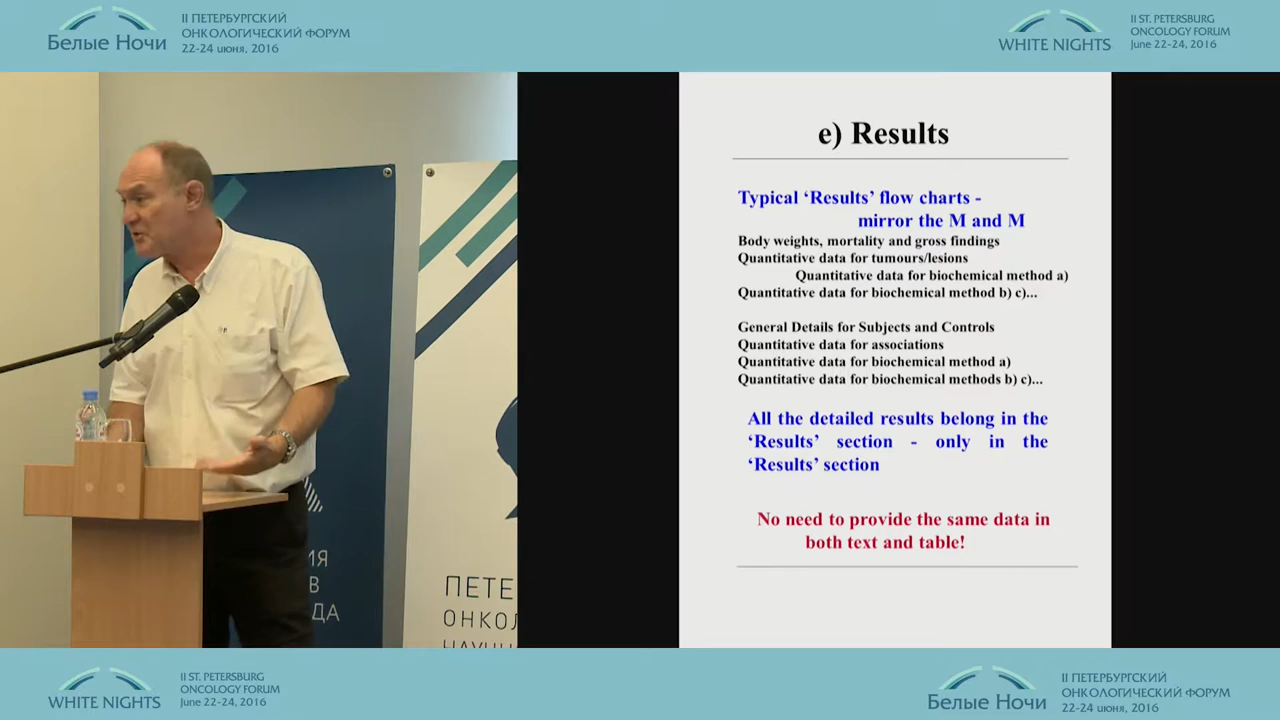 Белые Ночи
II ПЕТЕРБУРГСКИЙ
ОНКОЛОГИЧЕСКИЙ ФОРУМ
22-24 июня, 2016
WHITE NIGHTS
II ST. PETERSBURG
ONCOLOGY FORUM
June 22-24, 2016
e) Results
Typical ‘Results’ flow charts -
mirror the M and M
Body weights, mortality and gross findings
Quantitative data for tumours/lesions
Quantitative data for biochemical method a)
Quantitative data for biochemical method b) c)...
General Details for Subjects and Controls
Quantitative data for associations
Quantitative data for biochemical method a)
Quantitative data for biochemical methods b) c)...
All the detailed results belong in the
‘Results’ section - only in the
‘Results’ section
No need to provide the same data in
both text and table!
ИЯ
В
ДА
ПЕТЕ
ОНКОЛ
НАУЧН
WHITE NIGHTS
II ST. PETERSBURG
ONCOLOGY FORUM
June 22-24, 2016
Белые Ночи
II ПЕТЕРБУРГСКИЙ
ОНКОЛОГИЧЕСКИЙ ФОРУМ
22-24 июня, 2016